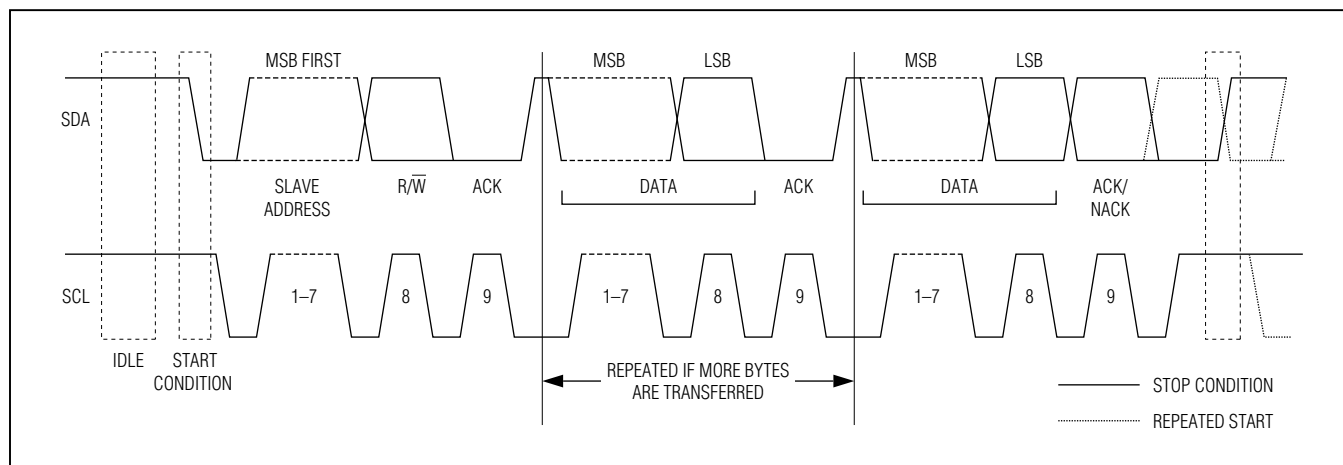 MSB FIRST
MSB LSB
MSB LSB
SDA
SLAVE
ADDRESS
R/W̅
ACK
DATA
ACK
DATA
ACK/
NACK
SCL
1–7 8 9
1–7 8 9
1–7 8 9
IDLE
START
CONDITION
REPEATED IF MORE BYTES
ARE TRANSFERRED
STOP CONDITION
REPEATED START